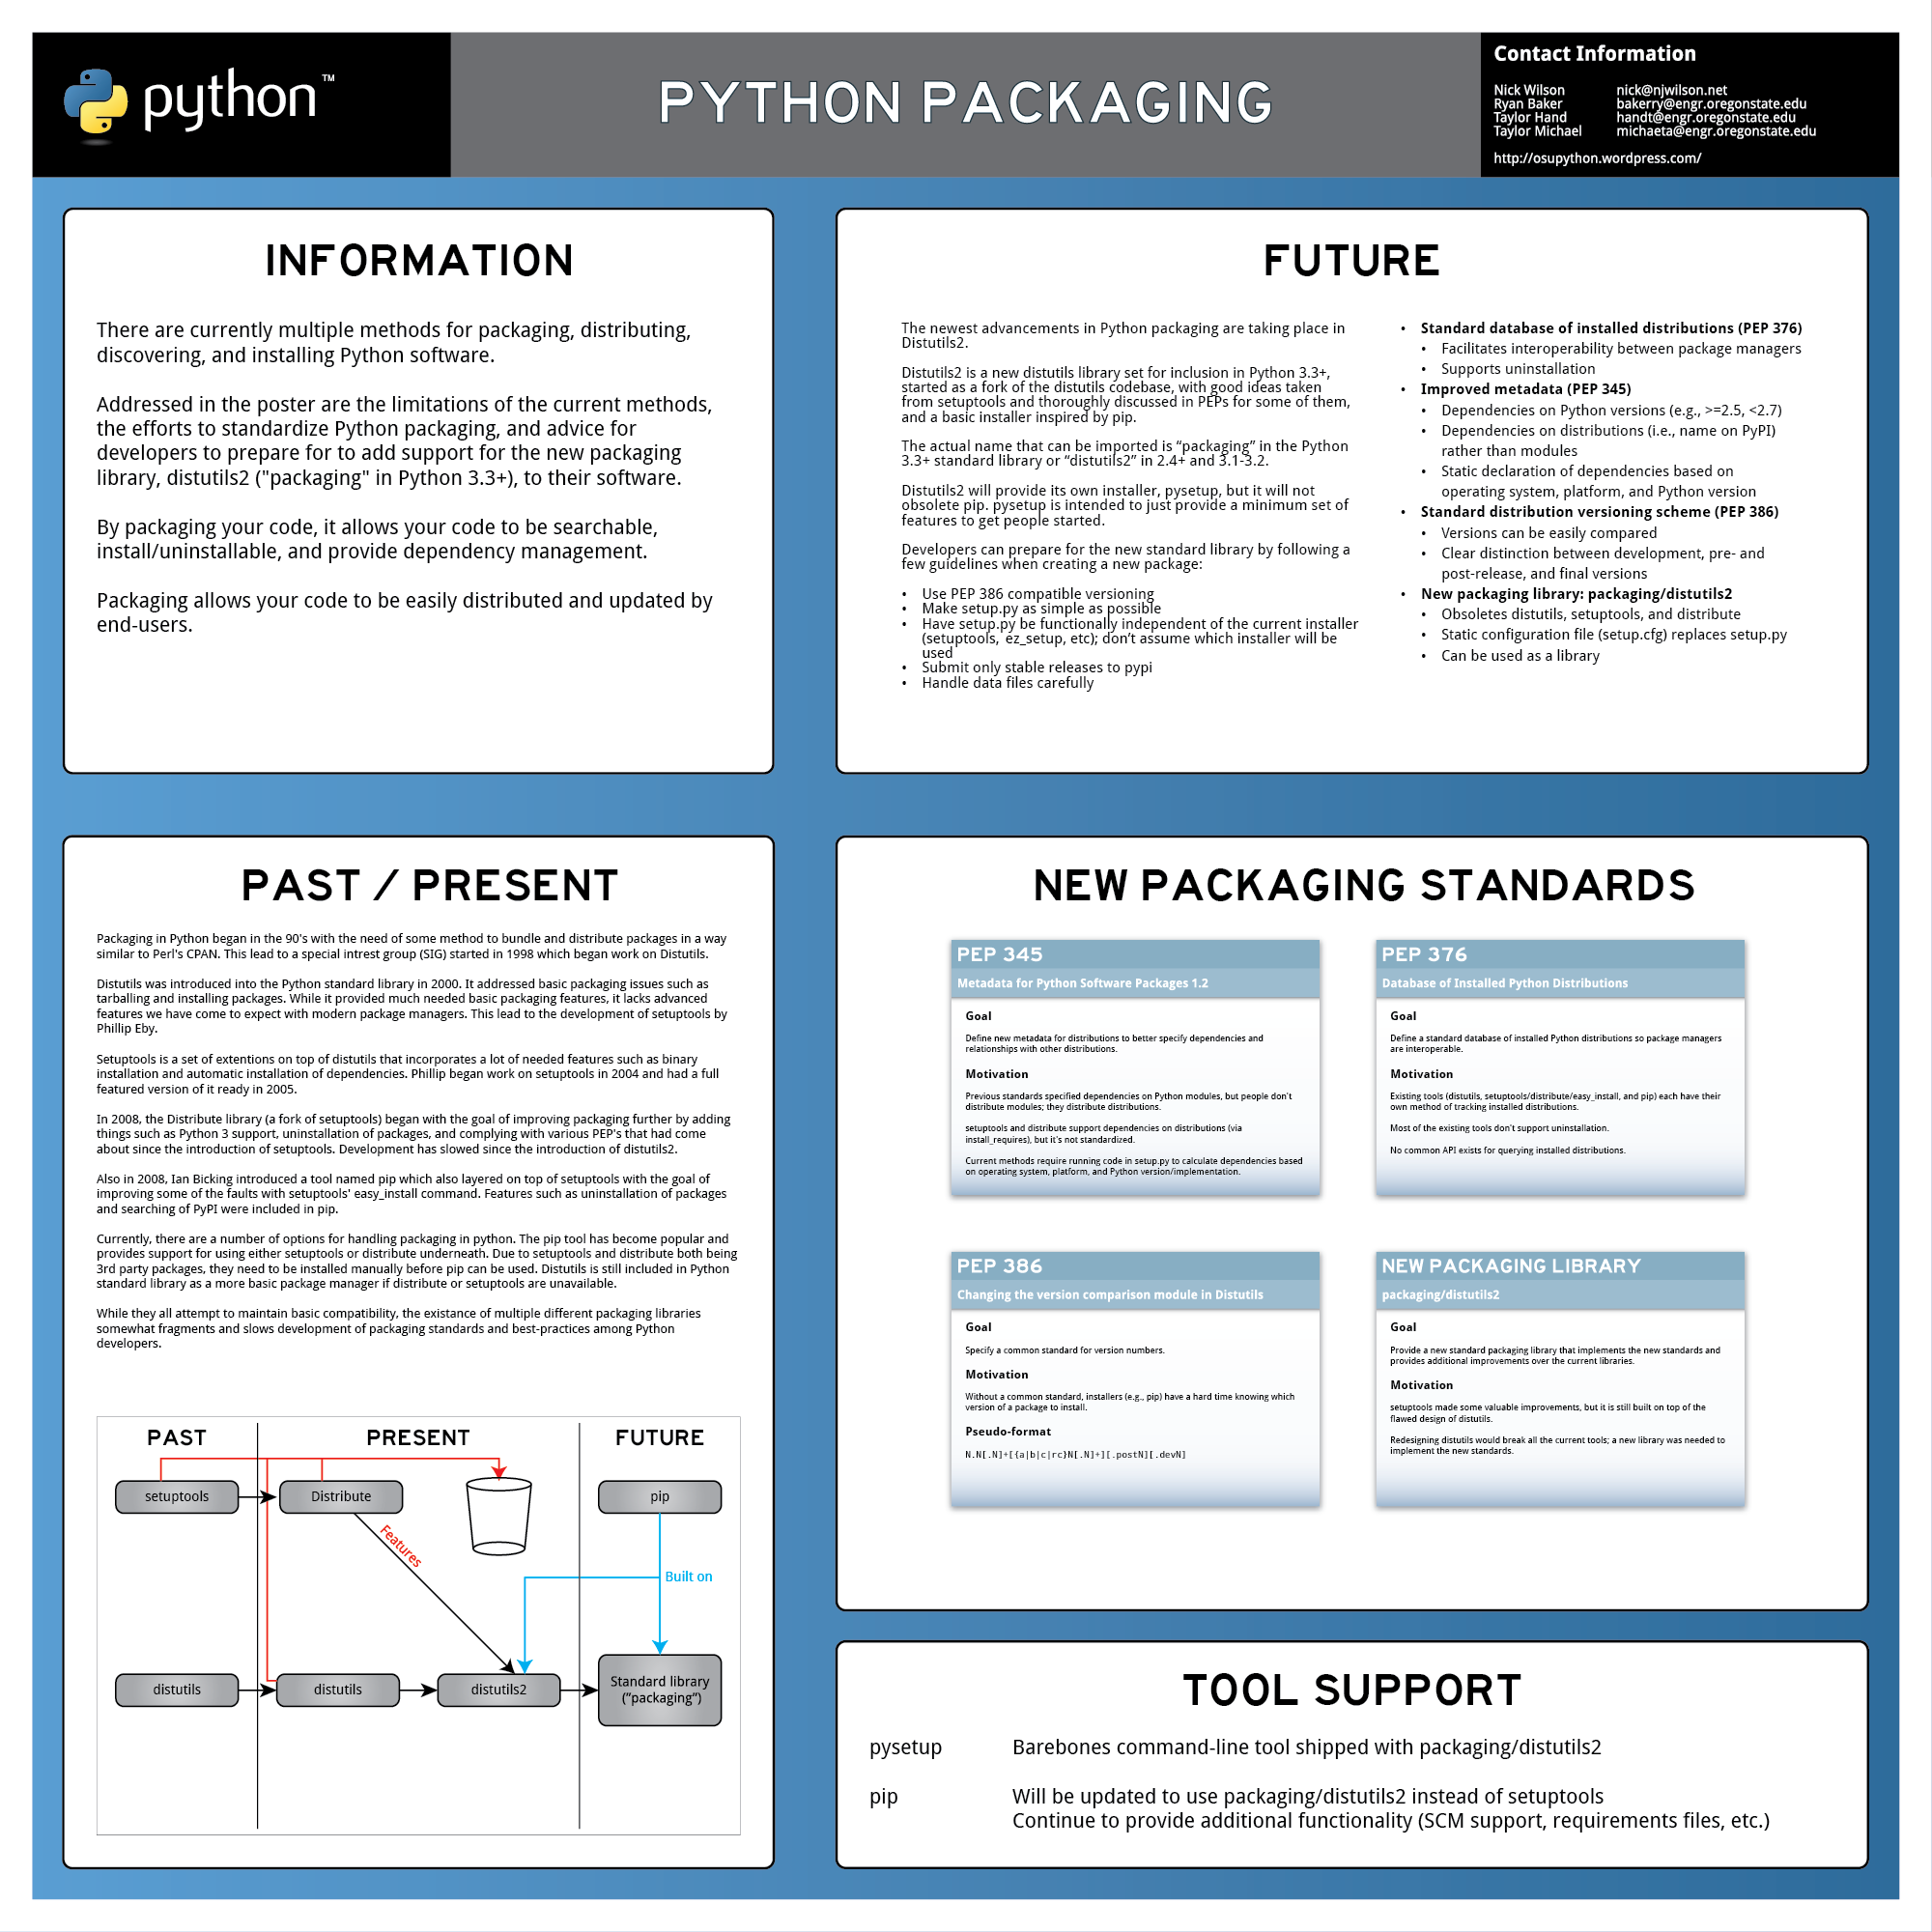 python™
PYTHON PACKAGING
Contact Information
Nick Wilson nick@njwilson.net
Ryan Baker bakerry@engr.oregonstate.edu
Taylor Hand handt@engr.oregonstate.edu
Taylor Michael michaeta@engr.oregonstate.edu
http://osupython.wordpress.com/
INFORMATION
There are currently multiple methods for packaging, distributing,
discovering, and installing Python software.
Addressed in the poster are the limitations of the current methods,
the efforts to standardize Python packaging, and advice for
developers to prepare for to add support for the new packaging
library, distutils2 ("packaging" in Python 3.3+), to their software.
By packaging your code, it allows your code to be searchable,
install/uninstallable, and provide dependency management.
Packaging allows your code to be easily distributed and updated by
end-users.
FUTURE
The newest advancements in Python packaging are taking place in
Distutils2.
Distutils2 is a new distutils library set for inclusion in Python 3.3+,
started as a fork of the distutils codebase, with good ideas taken
from setuptools and thoroughly discussed in PEPs for some of them,
and a basic installer inspired by pip.
The actual name that can be imported is “packaging” in the Python
3.3+ standard library or “distutils2” in 2.4+ and 3.1-3.2.
Distutils2 will provide its own installer, pysetup, but it will not
obsolete pip. pysetup is intended to just provide a minimum set of
features to get people started.
Developers can prepare for the new standard library by following a
few guidelines when creating a new package:
• Use PEP 386 compatible versioning
• Make setup.py as simple as possible
• Have setup.py be functionally independent of the current installer
(setuptools, ez_setup, etc); don’t assume which installer will be
used
• Submit only stable releases to pypi
• Handle data files carefully
• Standard database of installed distributions (PEP 376)
• Facilitates interoperability between package managers
• Supports uninstallation
• Improved metadata (PEP 345)
• Dependencies on Python versions (e.g., >=2.5, <2.7)
• Dependencies on distributions (i.e., name on PyPI)
rather than modules
• Static declaration of dependencies based on
operating system, platform, and Python version
• Standard distribution versioning scheme (PEP 386)
• Versions can be easily compared
• Clear distinction between development, pre- and
post-release, and final versions
• New packaging library: packaging/distutils2
• Obsoletes distutils, setuptools, and distribute
• Static configuration file (setup.cfg) replaces setup.py
• Can be used as a library
PAST / PRESENT
Packaging in Python began in the 90's with the need of some method to bundle and distribute packages in a way
similar to Perl's CPAN. This lead to a special intrest group (SIG) started in 1998 which began work on Distutils.
Distutils was introduced into the Python standard library in 2000. It addressed basic packaging issues such as
tarballing and installing packages. While it provided much needed basic packaging features, it lacks advanced
features we have come to expect with modern package managers. This lead to the development of setuptools by
Phillip Eby.
Setuptools is a set of extentions on top of distutils that incorporates a lot of needed features such as binary
installation and automatic installation of dependencies. Phillip began work on setuptools in 2004 and had a full
featured version of it ready in 2005.
In 2008, the Distribute library (a fork of setuptools) began with the goal of improving packaging further by adding
things such as Python 3 support, uninstallation of packages, and complying with various PEP's that had come
about since the introduction of setuptools. Development has slowed since the introduction of distutils2.
Also in 2008, Ian Bicking introduced a tool named pip which also layered on top of setuptools with the goal of
improving some of the faults with setuptools' easy_install command. Features such as uninstallation of packages
and searching of PyPI were included in pip.
Currently, there are a number of options for handling packaging in python. The pip tool has become popular and
provides support for using either setuptools or distribute underneath. Due to setuptools and distribute both being
3rd party packages, they need to be installed manually before pip can be used. Distutils is still included in Python
standard library as a more basic package manager if distribute or setuptools are unavailable.
While they all attempt to maintain basic compatibility, the existance of multiple different packaging libraries
somewhat fragments and slows development of packaging standards and best-practices among Python
developers.
PAST PRESENT FUTURE
setuptools Distribute pip
Features
Built on
distutils distutils distutils2 Standard library
("packaging")
NEW PACKAGING STANDARDS
PEP 345
Metadata for Python Software Packages 1.2
Goal
Define new metadata for distributions to better specify dependencies and
relationships with other distributions.
Motivation
Previous standards specified dependencies on Python modules, but people don't
distribute modules; they distribute distributions.
setuptools and distribute support dependencies on distributions (via
install_requires), but it's not standardized.
Current methods require running code in setup.py to calculate dependencies based
on operating system, platform, and Python version/implementation.
PEP 376
Database of Installed Python Distributions
Goal
Define a standard database of installed Python distributions so package managers
are interoperable.
Motivation
Existing tools (distutils, setuptools/distribute/easy_install, and pip) each have their
own method of tracking installed distributions.
Most of the existing tools don't support uninstallation.
No common API exists for querying installed distributions.
PEP 386
Changing the version comparison module in Distutils
Goal
Specify a common standard for version numbers.
Motivation
Without a common standard, installers (e.g., pip) have a hard time knowing which
version of a package to install.
Pseudo-format
N.N[.N]+[{a|b|c|rc}N[.N]+][.postN][.devN]
NEW PACKAGING LIBRARY
packaging/distutils2
Goal
Provide a new standard packaging library that implements the new standards and
provides additional improvements over the current libraries.
Motivation
setuptools made some valuable improvements, but it is still built on top of the
flawed design of distutils.
Redesigning distutils would break all the current tools; a new library was needed to
implement the new standards.
TOOL SUPPORT
pysetup Barebones command-line tool shipped with packaging/distutils2
pip Will be updated to use packaging/distutils2 instead of setuptools
Continue to provide additional functionality (SCM support, requirements files, etc.)